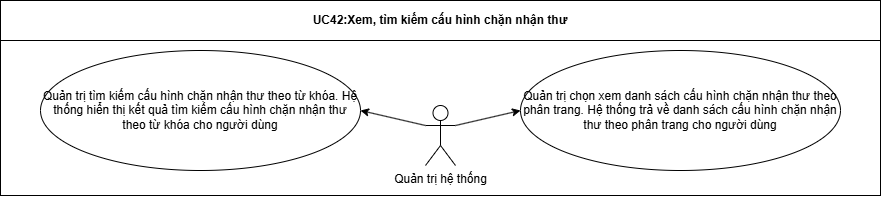 UC42:Xem, tìm kiếm cấu hình chặn nhận thư
Quản trị tìm kiếm cấu hình chặn nhận thư theo từ khóa. Hệ
thống hiển thị kết quả tìm kiếm cấu hình chặn nhận thư
theo từ khóa cho người dùng
Quản trị chọn xem danh sách cấu hình chặn nhận thư theo
phân trang. Hệ thống trả về danh sách cấu hình chặn nhận
thư theo phân trang cho người dùng
Quản trị hệ thống